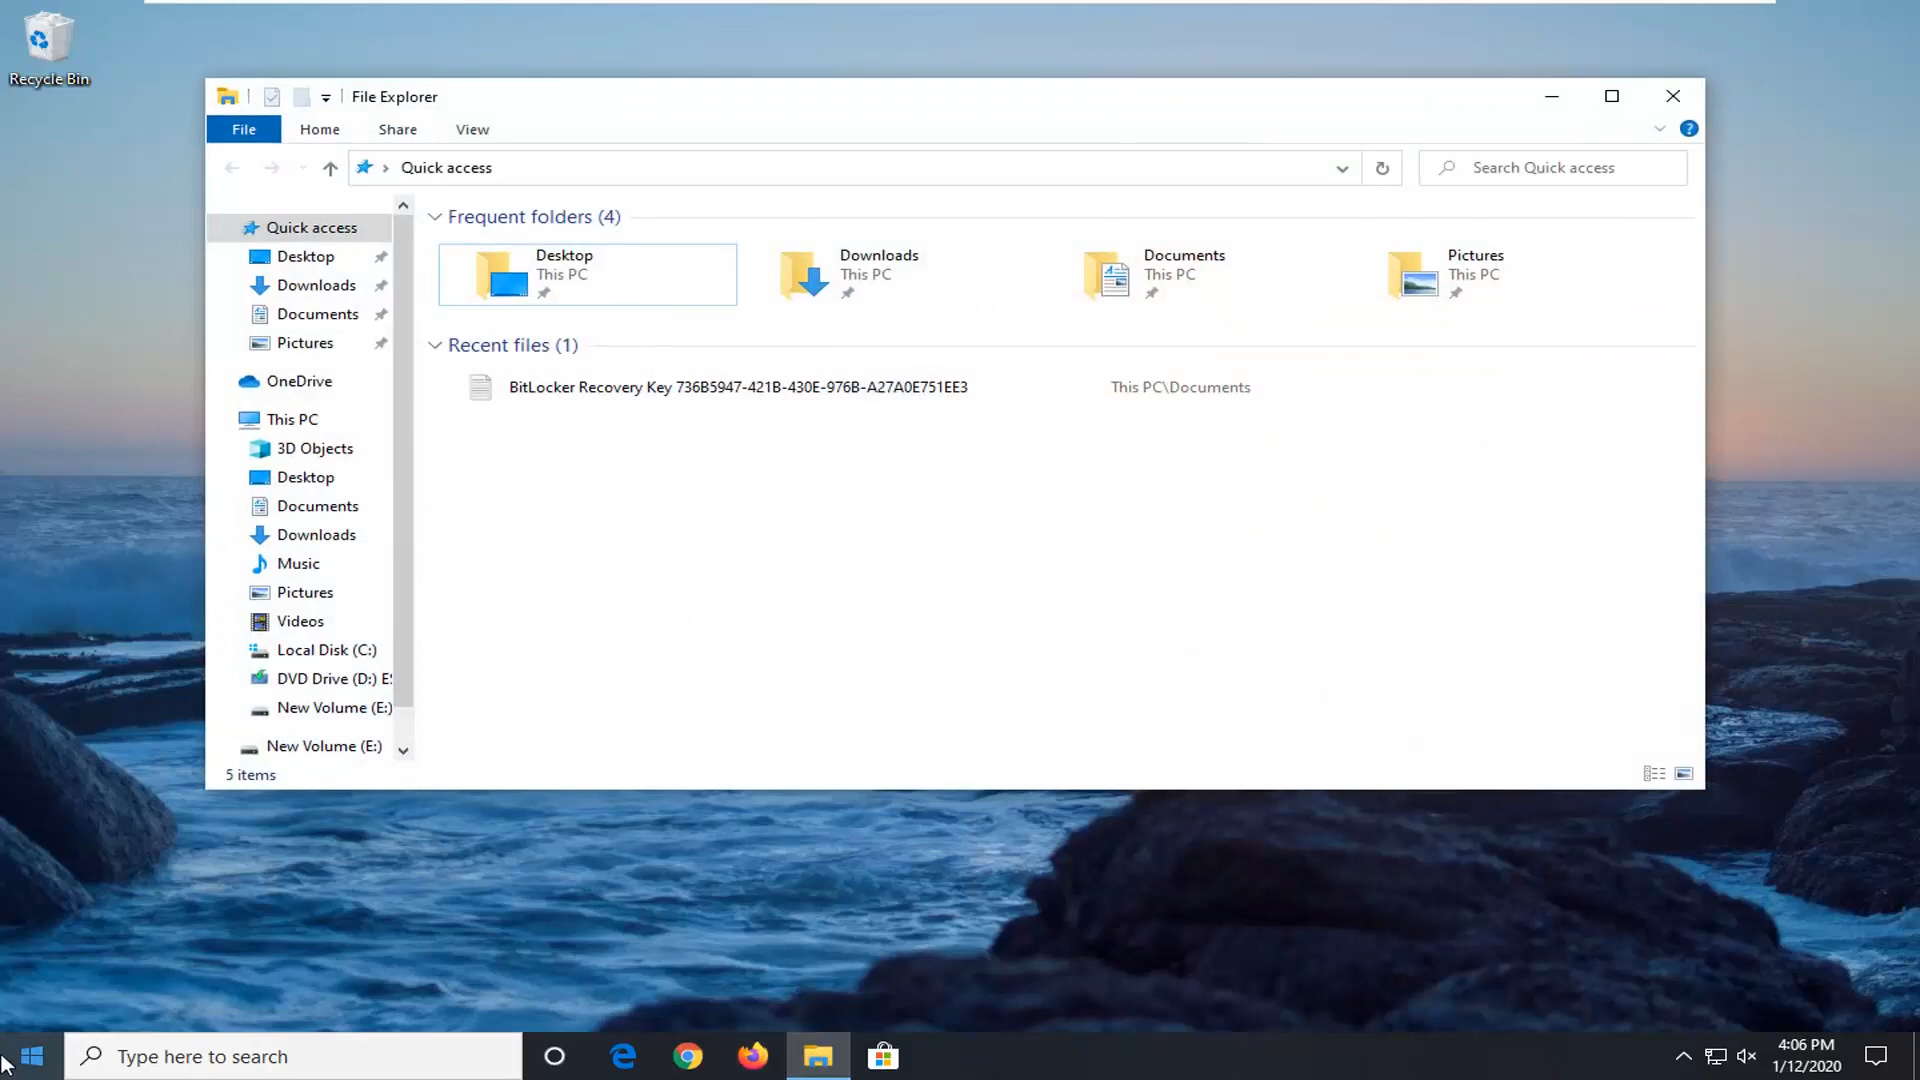 Recycle Bin
File Explorer
File Home Share View
Quick access
Search Quick access
Quick access
Desktop
Downloads
Documents
Pictures
OneDrive
This PC
3D Objects
Desktop
Documents
Downloads
Music
Pictures
Videos
Local Disk (C:)
DVD Drive (D:) ES
New Volume (E:)
New Volume (E:)
Frequent folders (4)
Desktop
This PC
Downloads
This PC
Documents
This PC
Pictures
This PC
Recent files (1)
BitLocker Recovery Key 736B5947-421B-430E-976B-A27A0E751EE3 This PC\Documents
5 items
Type here to search
4:06 PM
1/12/2020